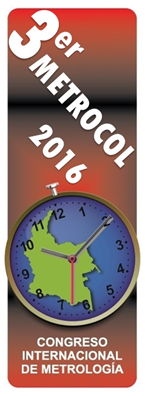 3er
METROCOL
2016
12
1
2
3
4
5
6
7
8
9
10
11
CONGRESO
INTERNACIONAL
DE METROLOGÍA